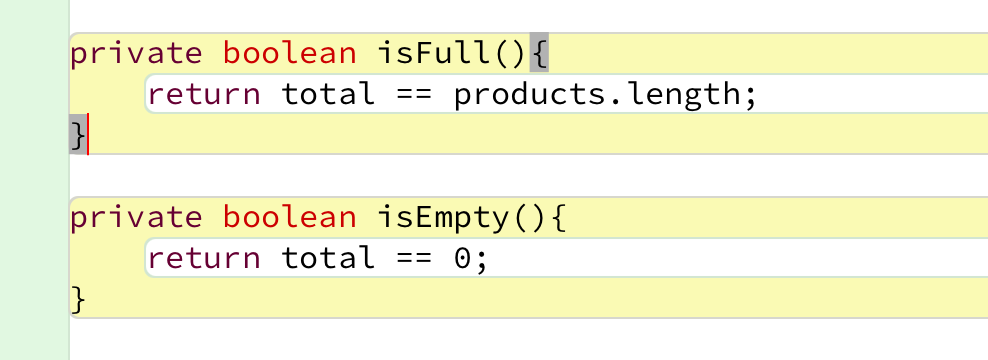 private boolean isFull(){
    return total == products.length;
}
private boolean isEmpty(){
    return total == 0;
}